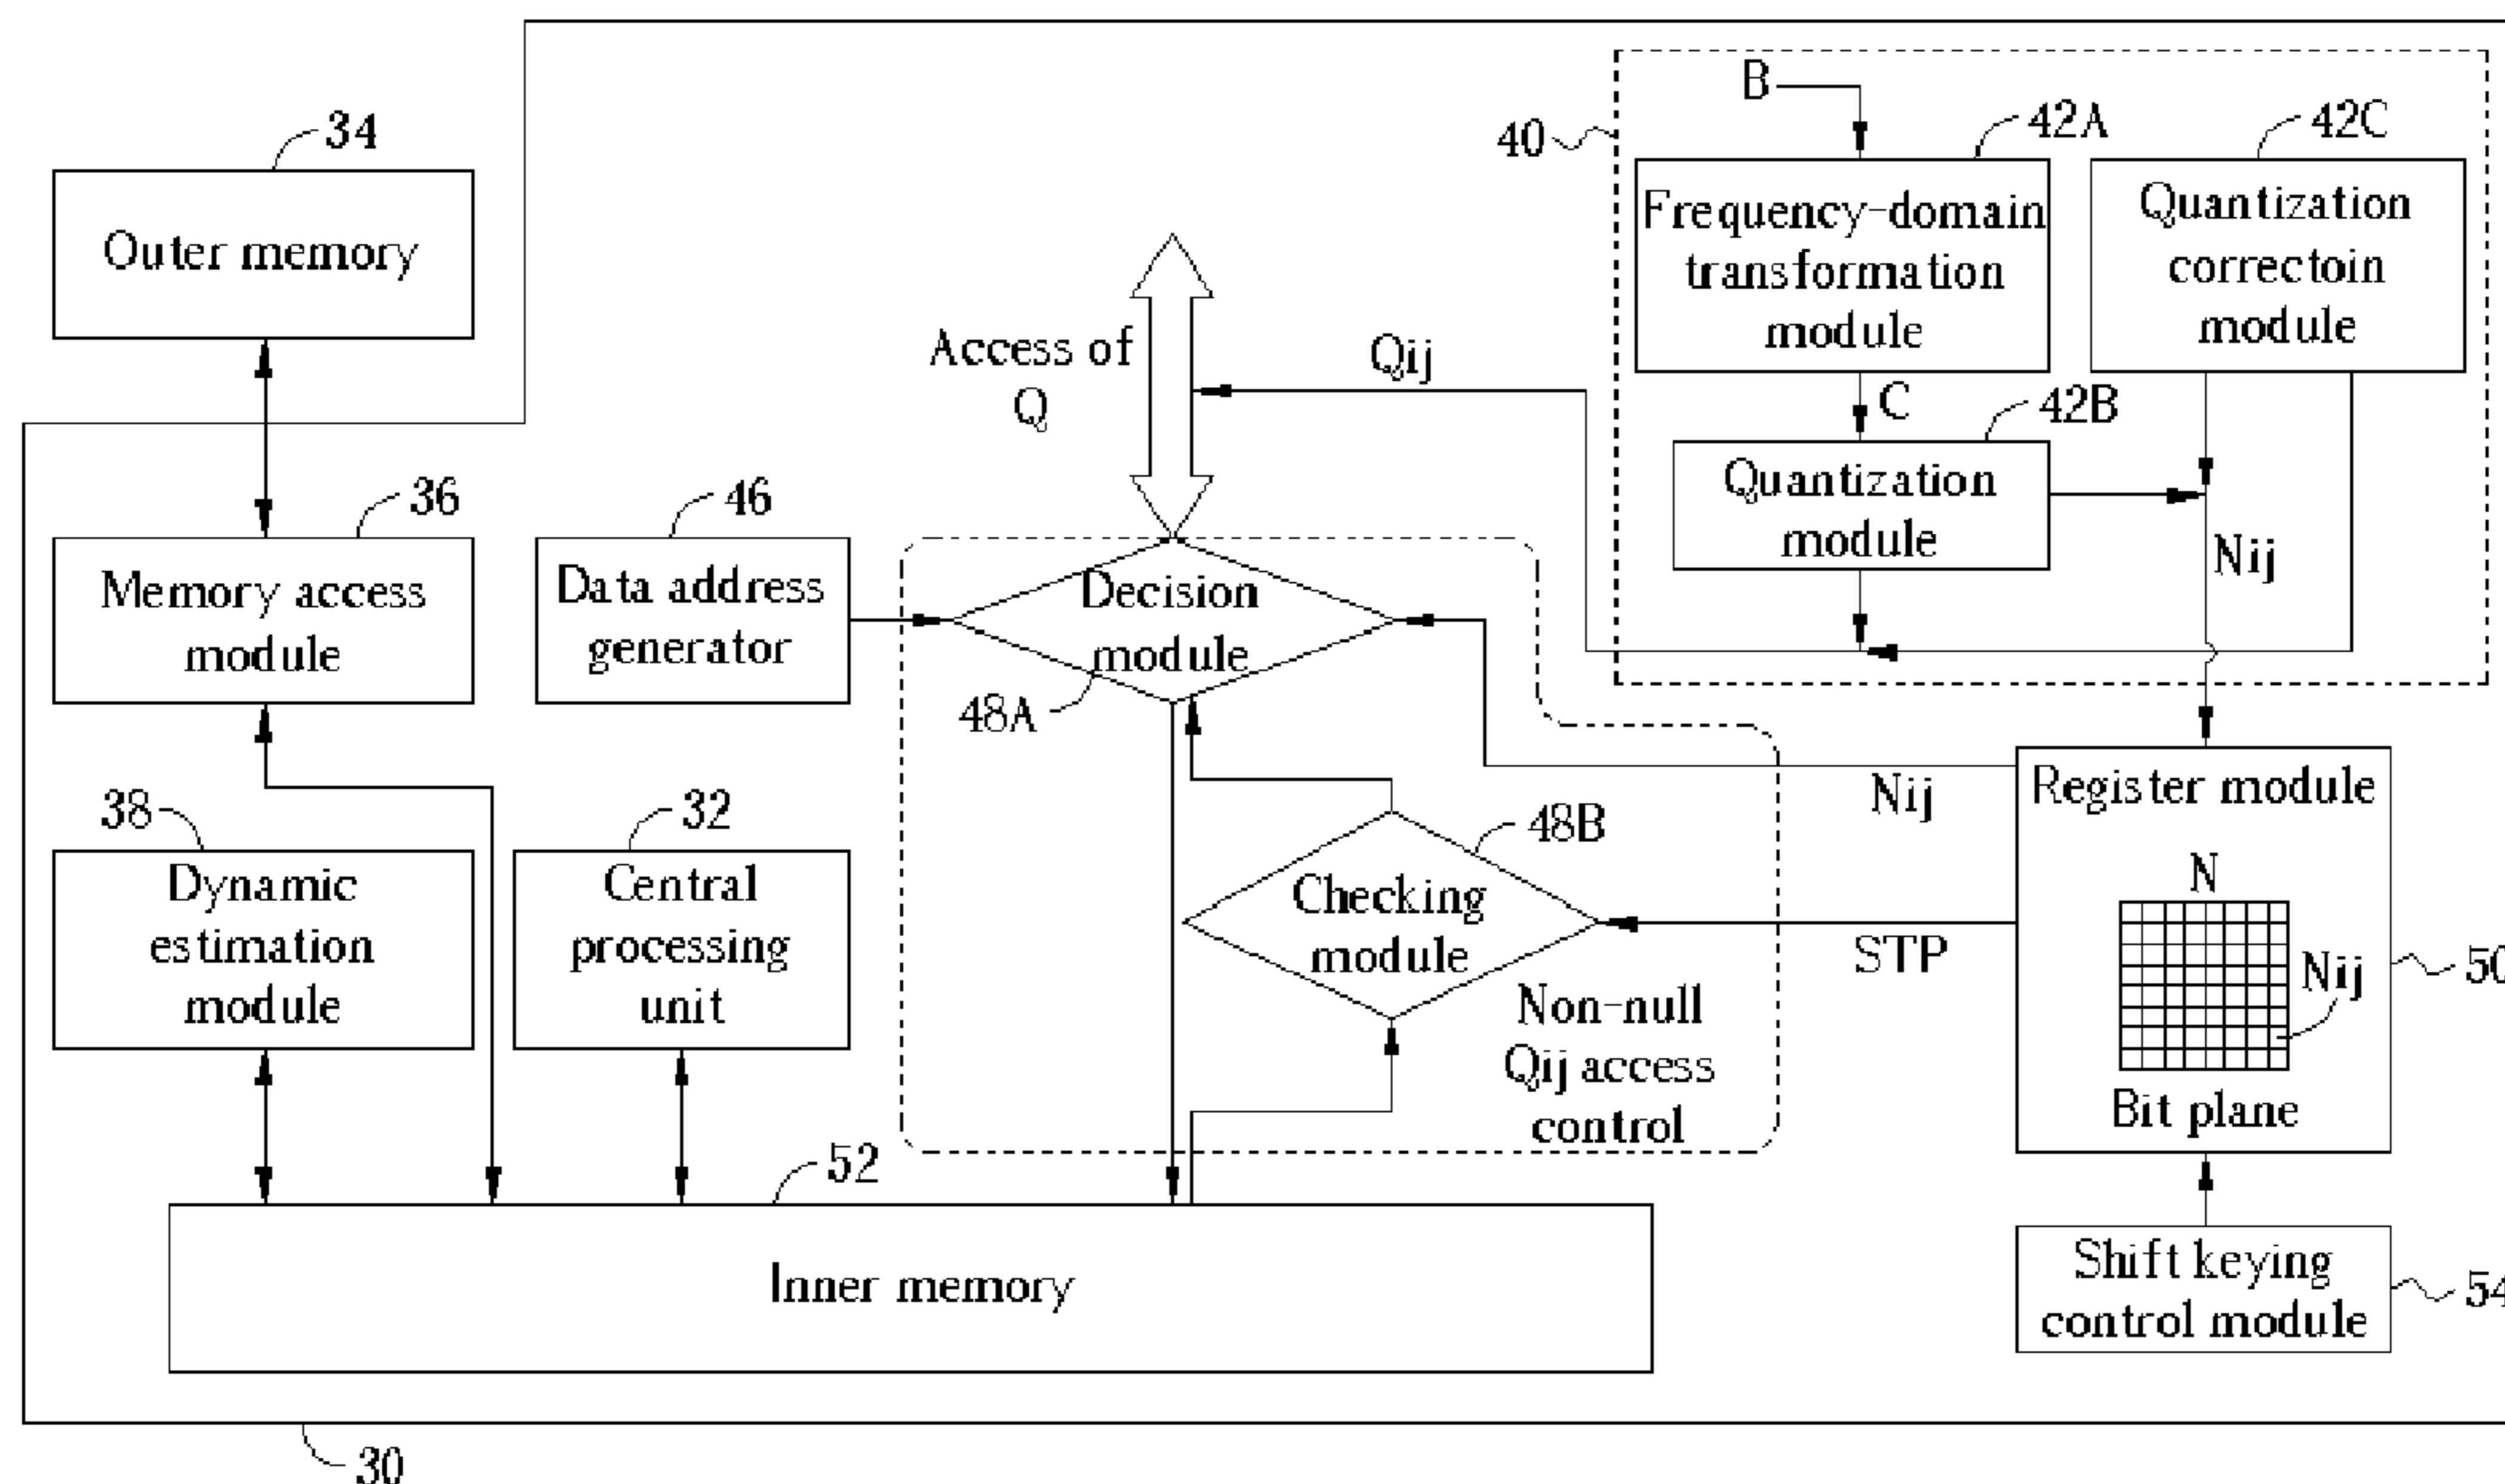 34
Outer memory
36
Memory access
module
38
Dynamic
estimation
module
32
Central
processing
unit
46
Data address
generator
Access of
Q
Qij
Decision
module
48A
48B
Checking
module
Non-null
Qij access
control
52
Inner memory
30
40
B
42A
Frequency-domain
transformation
module
42C
Quantization
correctoin
module
C
42B
Quantization
module
Nij
Nij
STP
Register module
N
Nij
Bit plane
50
Shift keying
control module
54